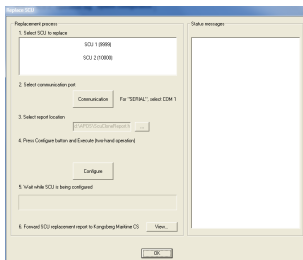 Replace SCU
Replacement process
1. Select SCU to replace
SCU 1 (9999)
SCU 2 (10000)
2. Select communication port
Communication
For "SERIAL", select COM 1
3. Select report location
...
4. Press Configure button and Execute (two-hand operation)
Configure
5. Wait while SCU is being configured
6. Forward SCU replacement report to Kongsberg Maritime CS
View...
Status messages
OK